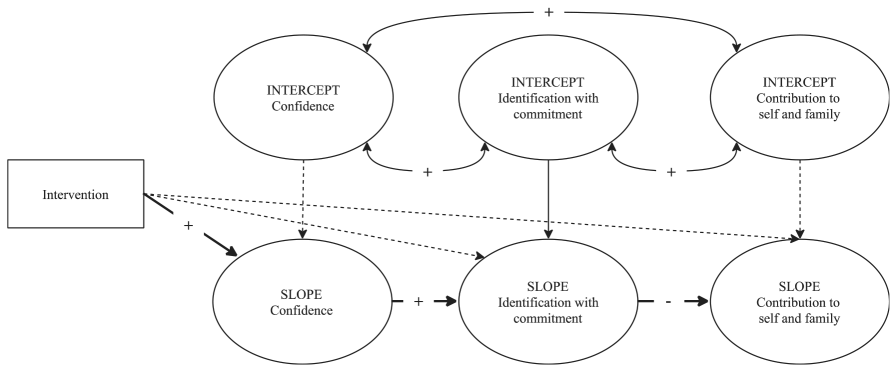 +
INTERCEPT
Confidence
INTERCEPT
Identification with
commitment
INTERCEPT
Contribution to
self and family
+
+
Intervention
+
SLOPE
Confidence
+
SLOPE
Identification with
commitment
-
SLOPE
Contribution to
self and family